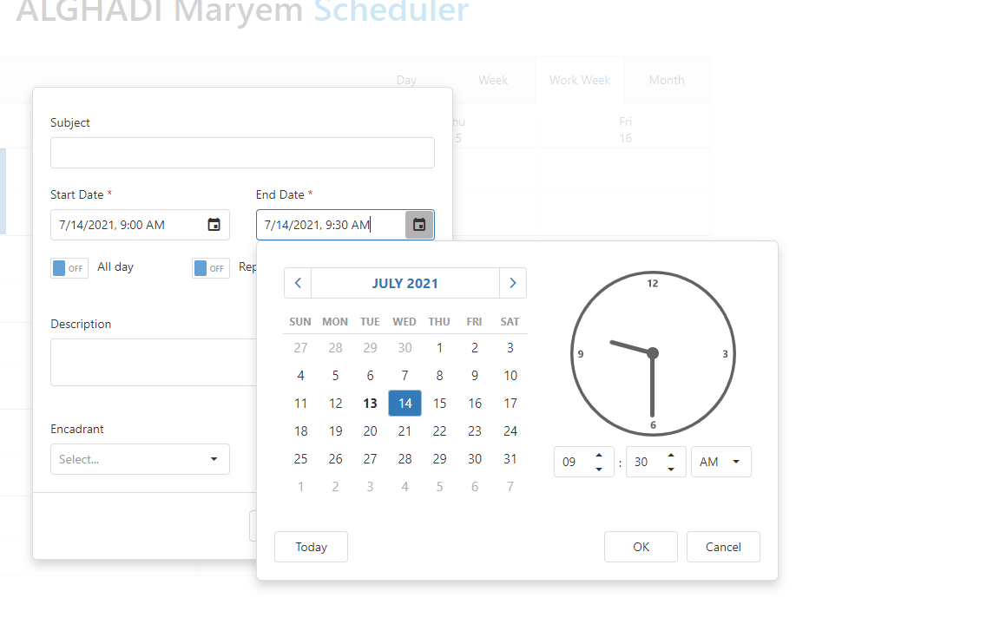 ALGHADI Maryem Scheduler
Day Week Work Week Month
Fri
5 16
Subject
Start Date * End Date *
7/14/2021, 9:00 AM 7/14/2021, 9:30 AM
OFF All day OFF Rep
Description
Encadrant
Select...
JULY 2021
SUN MON TUE WED THU FRI SAT
27 28 29 30 1 2 3
4 5 6 7 8 9 10
11 12 13 14 15 16 17
18 19 20 21 22 23 24
25 26 27 28 29 30 31
1 2 3 4 5 6 7
12
9 3
6
09 : 30 AM
Today OK Cancel